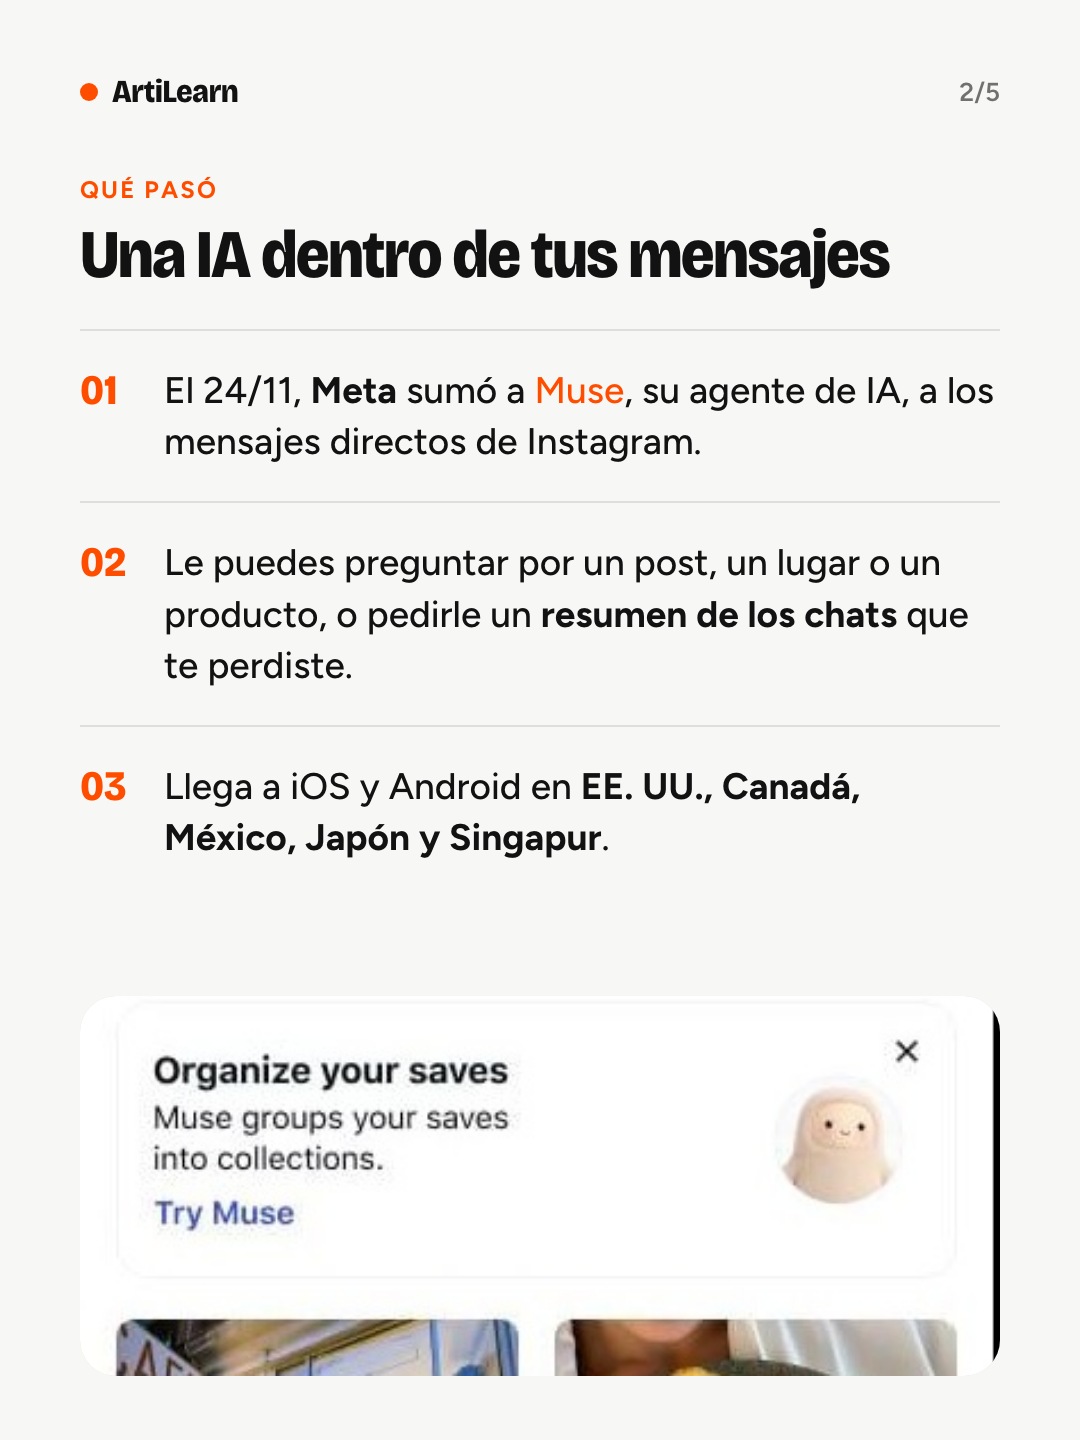 ArtiLearn
2/5
QUÉ PASÓ
Una IA dentro de tus mensajes
01
El 24/11, Meta sumó a Muse, su agente de IA, a los
mensajes directos de Instagram.
02
Le puedes preguntar por un post, un lugar o un
producto, o pedirle un resumen de los chats que
te perdiste.
03
Llega a iOS y Android en EE. UU., Canadá,
México, Japón y Singapur.
Organize your saves
Muse groups your saves
into collections.
Try Muse